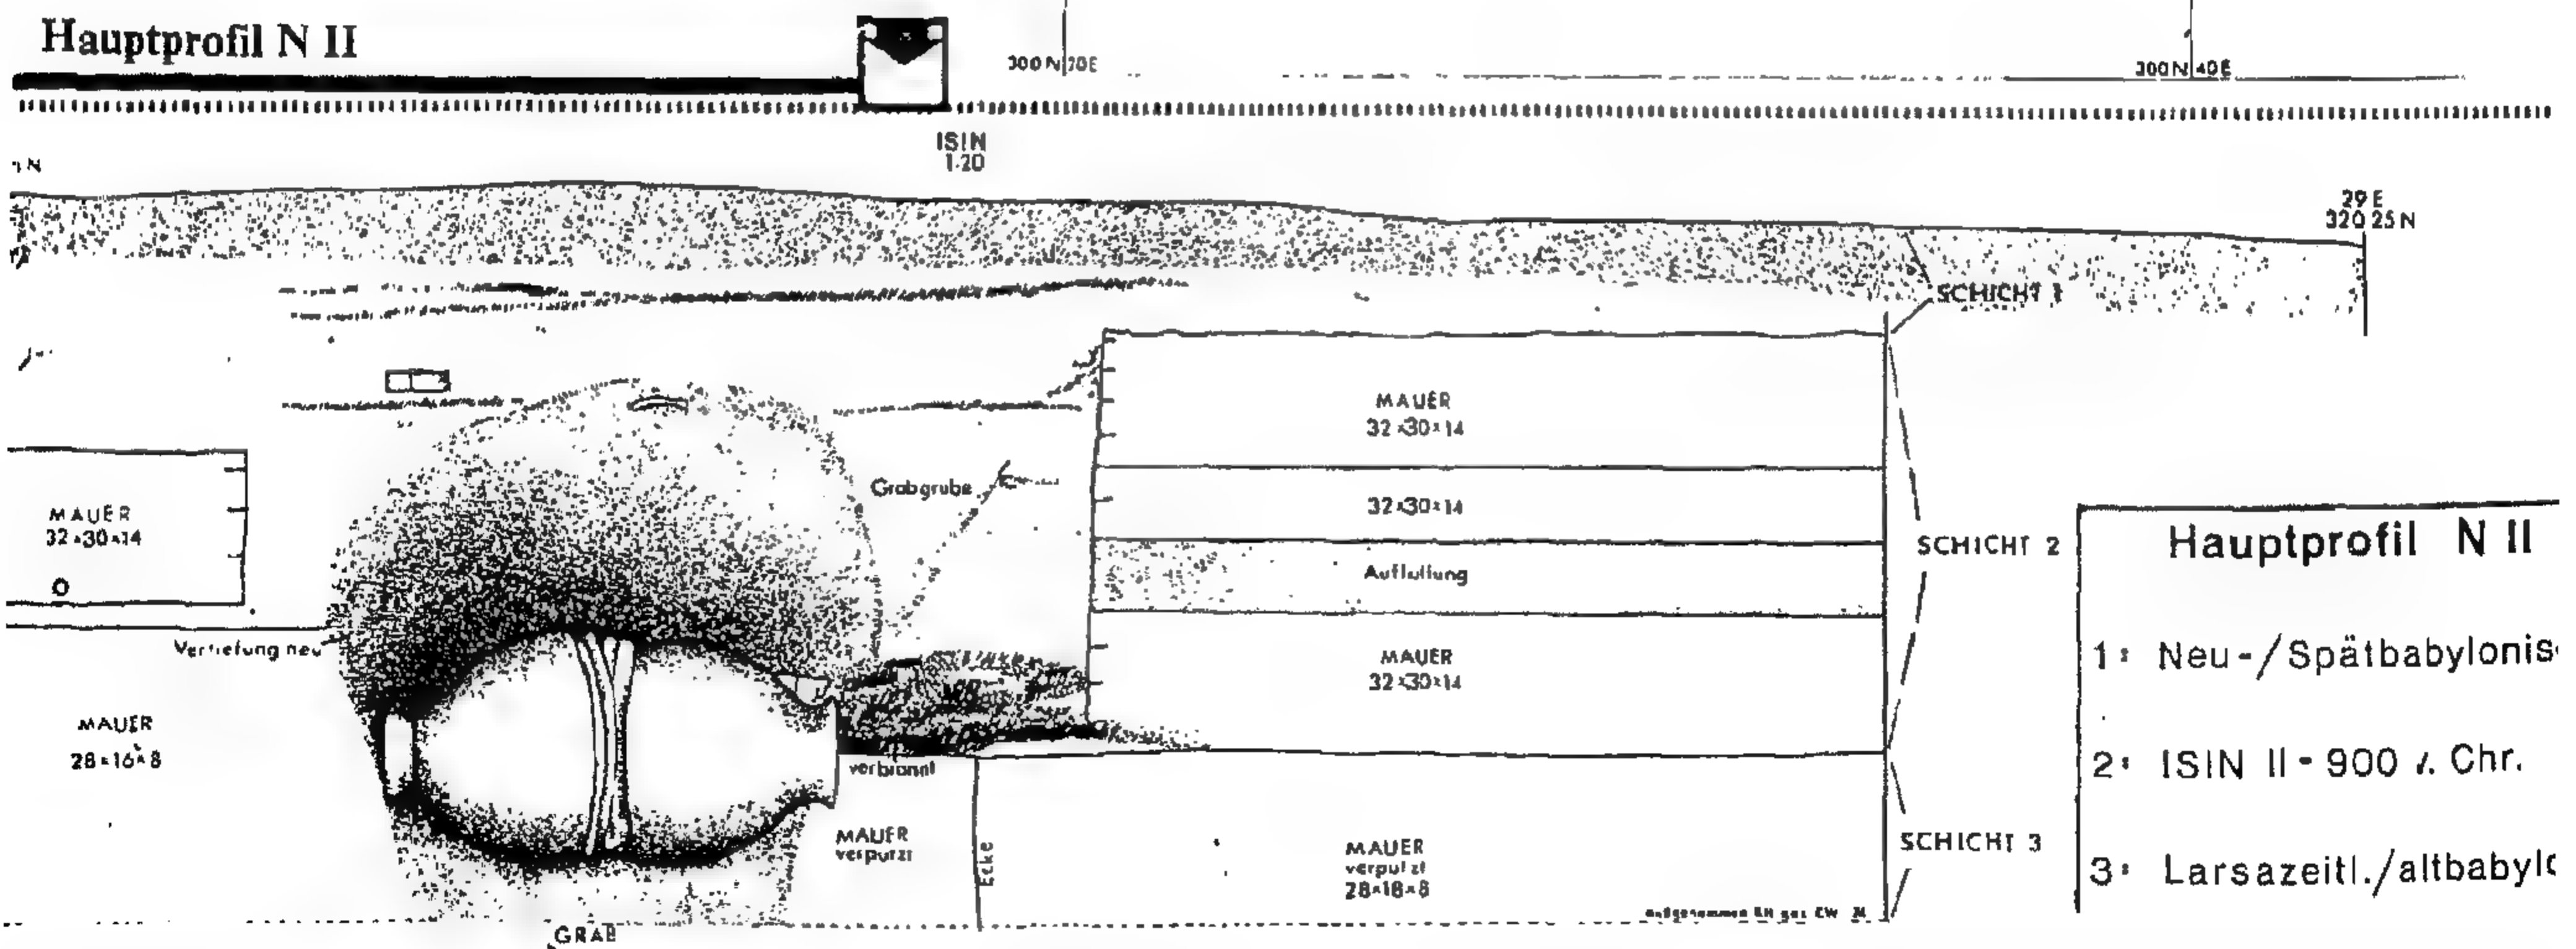 Hauptprofil N II
300 N 20E
300 N 40E
ISIN
1:20
29 E
320 25 N
SCHICHT 1
MAUER
32×30×14
Grabgrube
32×30×14
MAUER
32×30×14
SCHICHT 2
Auffüllung
Hauptprofil N II
Vertiefung neu
MAUER
32×30×14
1: Neu-/Spätbabylonis
MAUER
28×16×8
verbrannt
2: ISIN II - 900 v. Chr.
MAUER
verputzt
Ecke
MAUER
verputzt
28×18×8
SCHICHT 3
3: Larsazeitl./altbabyl
GRAB